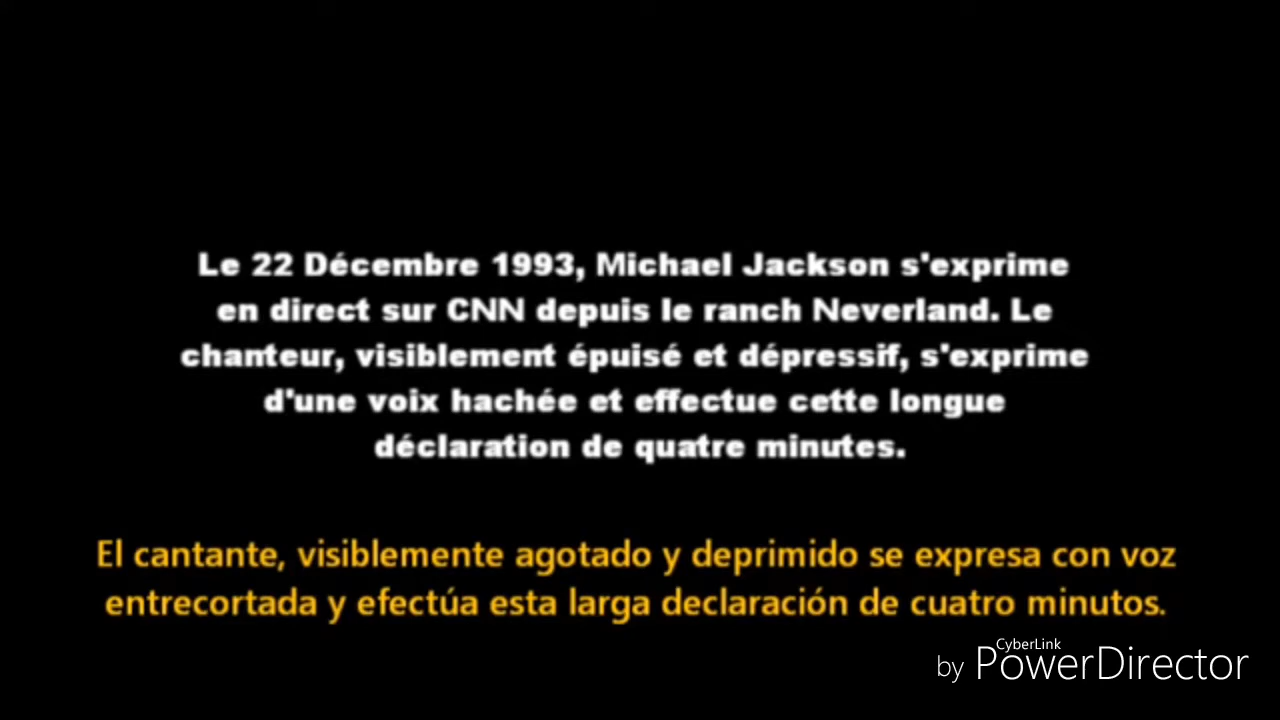 Le 22 Décembre 1993, Michael Jackson s'exprime
en direct sur CNN depuis le ranch Neverland. Le
chanteur, visiblement épuisé et dépressif, s'exprime
d'une voix hachée et effectue cette longue
déclaration de quatre minutes.
El cantante, visiblemente agotado y deprimido se expresa con voz
entrecortada y efectúa esta larga declaración de cuatro minutos.
CyberLink
by PowerDirector